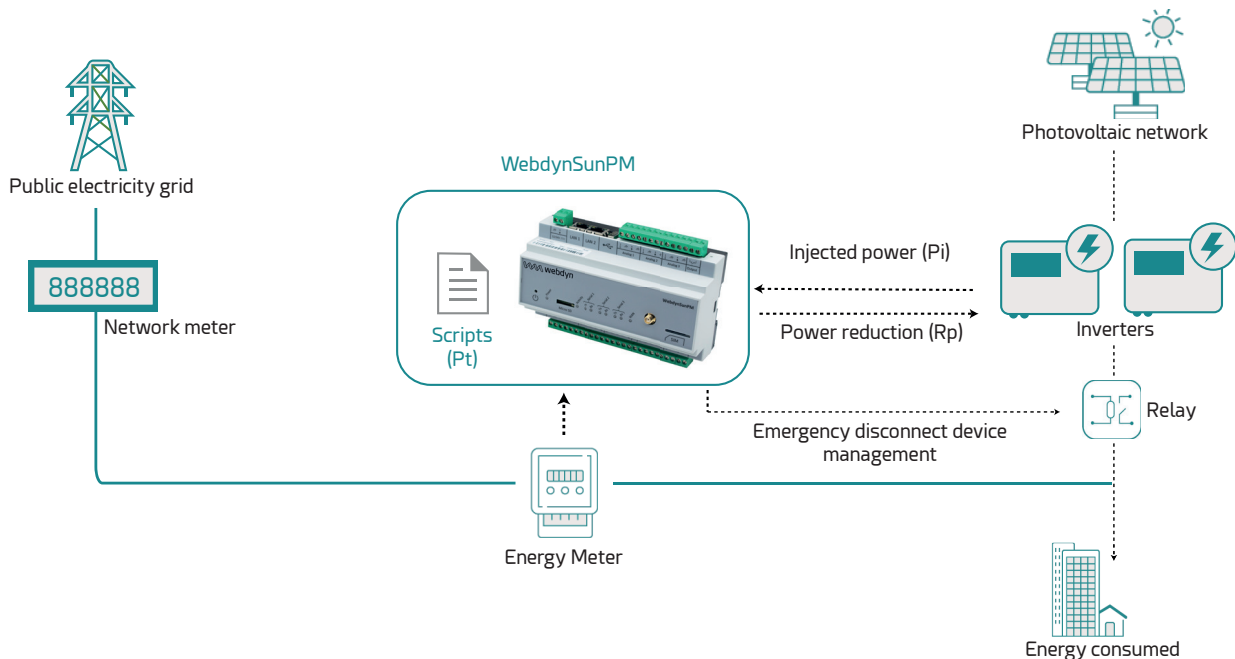 Photovoltaic network
Public electricity grid
WebdynSunPM
888888
Network meter
Injected power (Pi)
Power reduction (Rp)
Inverters
webdyn
WebdynSunPM
Scripts
(Pt)
Relay
Emergency disconnect device
management
Energy Meter
Energy consumed